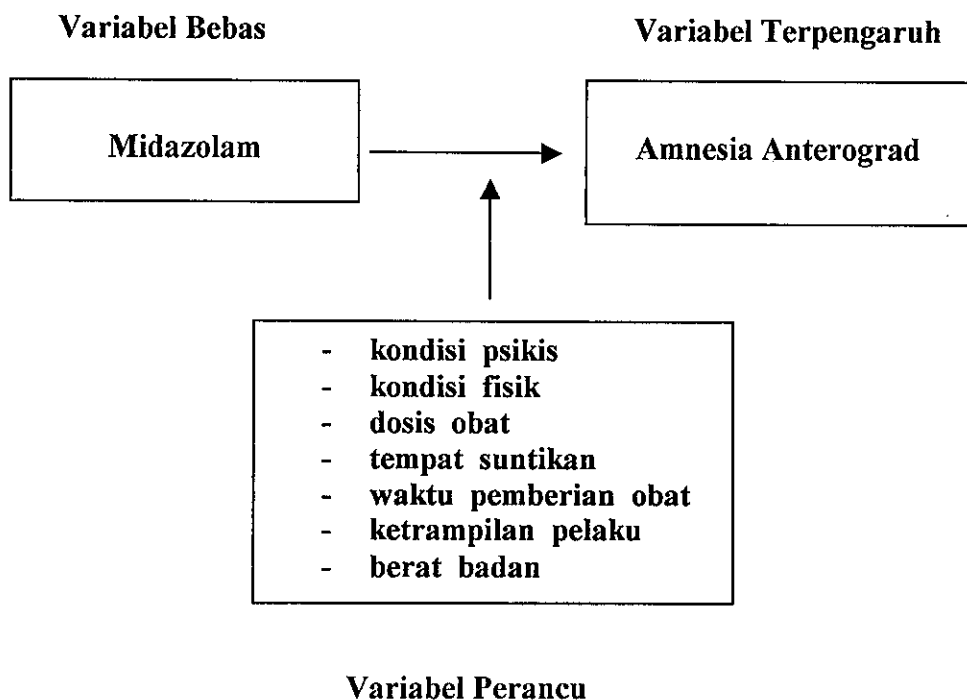 Variabel Bebas
Variabel Terpengaruh
Midazolam
Amnesia Anterograd
- kondisi psikis
- kondisi fisik
- dosis obat
- tempat suntikan
- waktu pemberian obat
- ketrampilan pelaku
- berat badan
Variabel Perancu